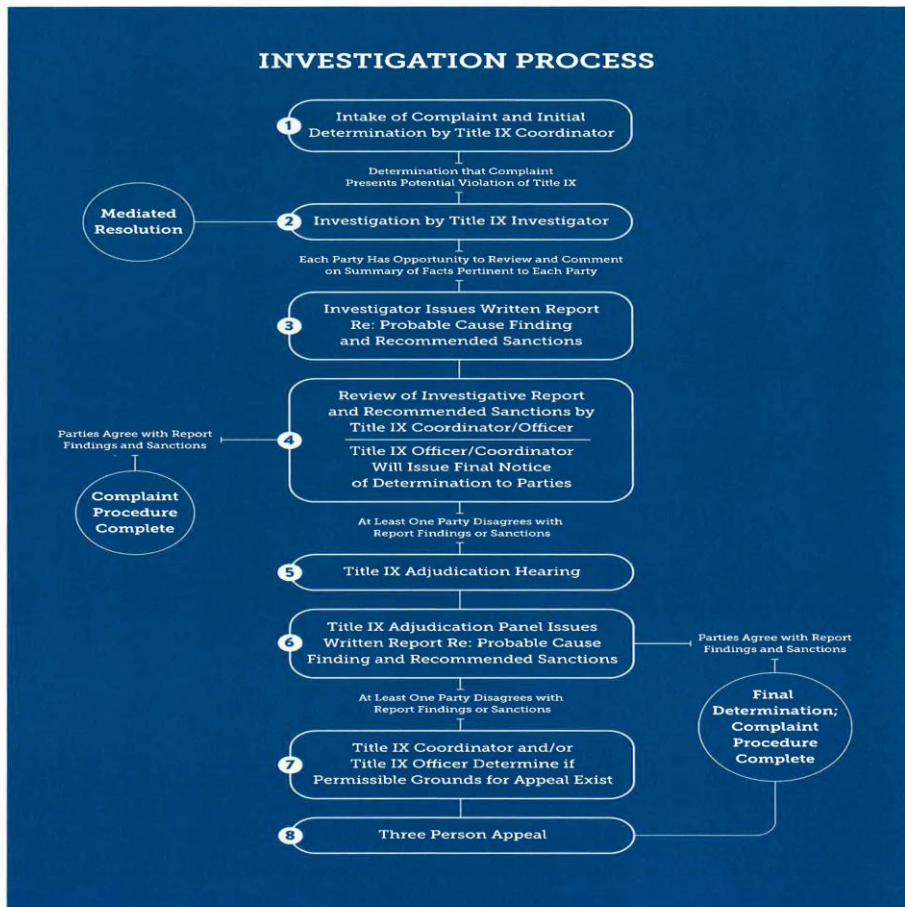 INVESTIGATION PROCESS
1
Intake of Complaint and Initial
Determination by Title IX Coordinator
Determination that Complaint
Presents Potential Violation of Title IX
Mediated
Resolution
2
Investigation by Title IX Investigator
Each Party Has Opportunity to Review and Comment
on Summary of Facts Pertinent to Each Party
3
Investigator Issues Written Report
Re: Probable Cause Finding
and Recommended Sanctions
4
Review of Investigative Report
and Recommended Sanctions by
Title IX Coordinator/Officer
Title IX Officer/Coordinator
Will Issue Final Notice
of Determination to Parties
Parties Agree with Report
Findings and Sanctions
Complaint
Procedure
Complete
At Least One Party Disagrees with
Report Findings or Sanctions
5
Title IX Adjudication Hearing
6
Title IX Adjudication Panel Issues
Written Report Re: Probable Cause
Finding and Recommended Sanctions
Parties Agree with Report
Findings and Sanctions
Final
Determination;
Complaint
Procedure
Complete
At Least One Party Disagrees with
Report Findings or Sanctions
7
Title IX Coordinator and/or
Title IX Officer Determine if
Permissible Grounds for Appeal Exist
8
Three Person Appeal